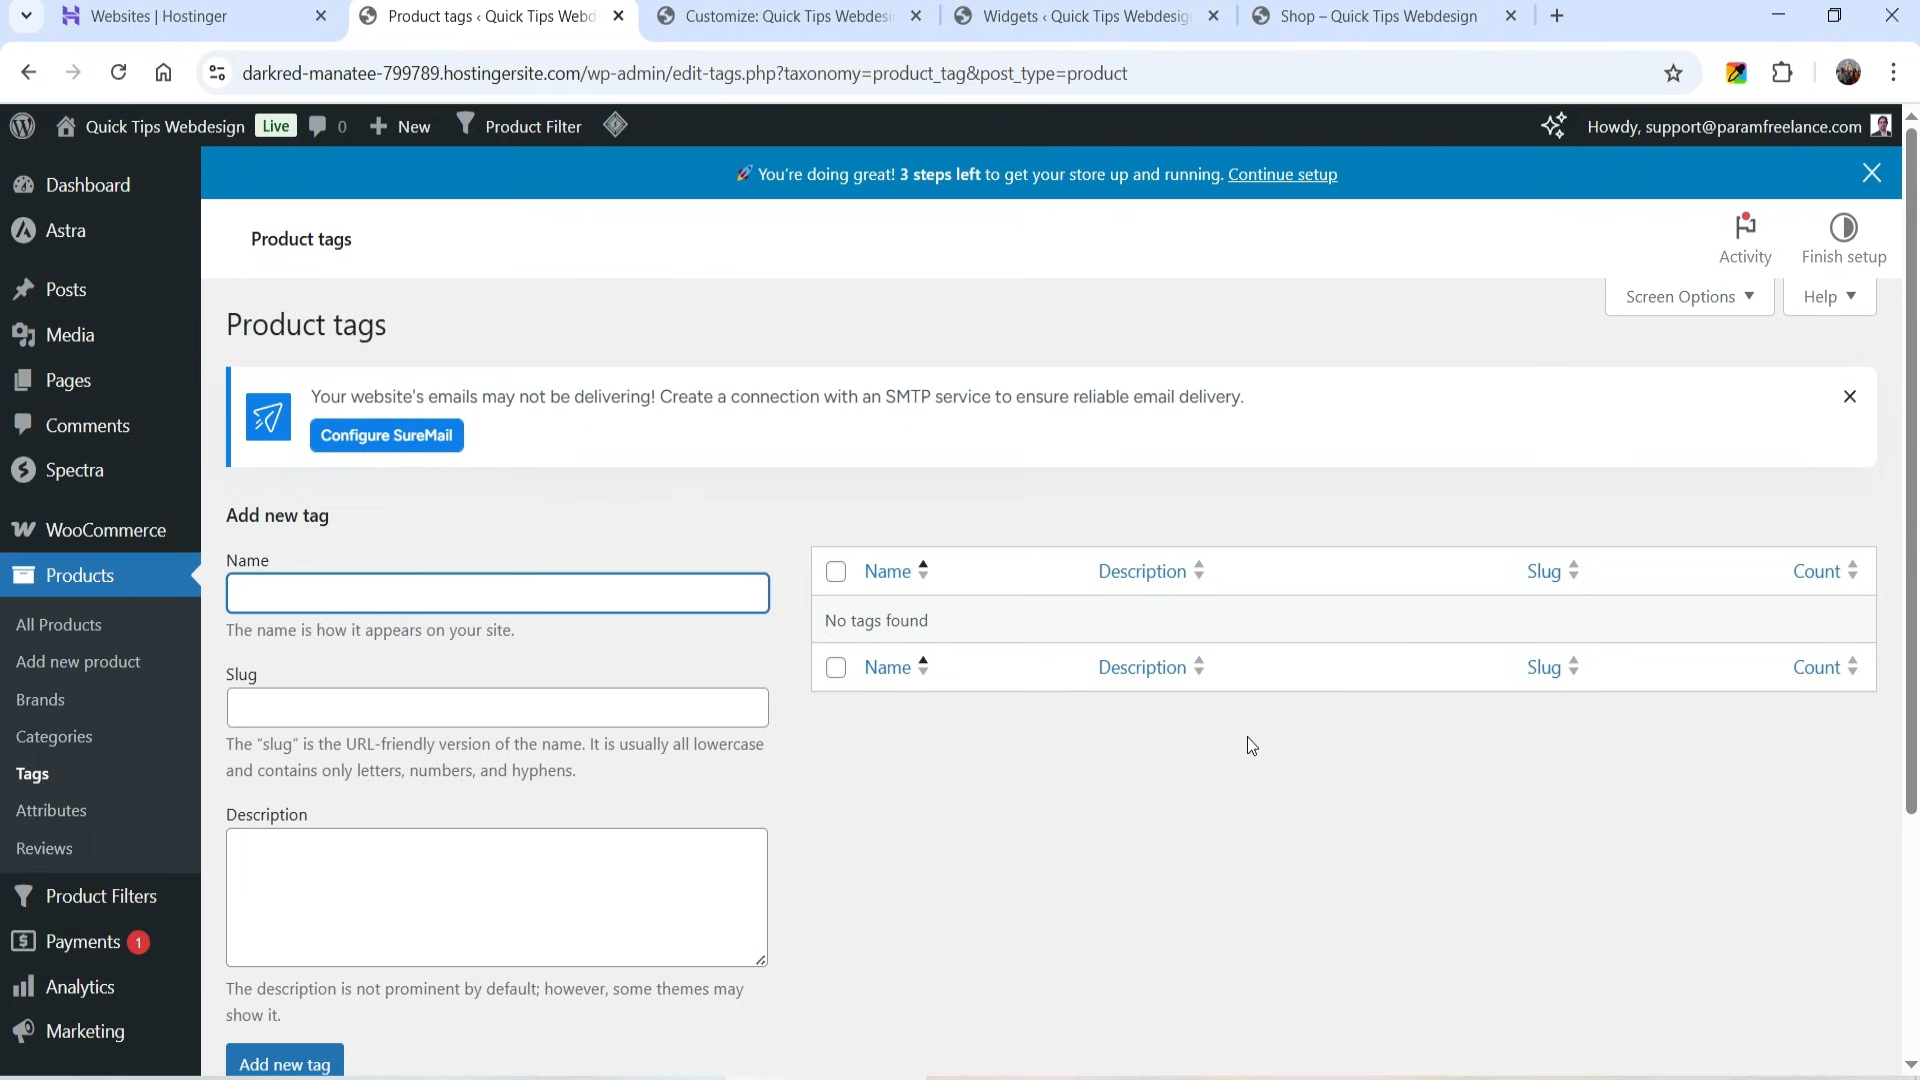 Websites | Hostinger
Product tags ‹ Quick Tips Webd
Customize: Quick Tips Webdesi
Widgets ‹ Quick Tips Webdesig
Shop – Quick Tips Webdesign
darkred-manatee-799789.hostingersite.com/wp-admin/edit-tags.php?taxonomy=product_tag&post_type=product
Quick Tips Webdesign Live 0 New Product Filter
Howdy, support@paramfreelance.com
Dashboard
Astra
Posts
Media
Pages
Comments
Spectra
WooCommerce
Products
All Products
Add new product
Brands
Categories
Tags
Attributes
Reviews
Product Filters
Payments 1
Analytics
Marketing
🚀 You're doing great! 3 steps left to get your store up and running. Continue setup
Product tags
Activity
Finish setup
Screen Options
Help
Product tags
Your website's emails may not be delivering! Create a connection with an SMTP service to ensure reliable email delivery.
Configure SureMail
Add new tag
Name
The name is how it appears on your site.
Slug
The “slug” is the URL-friendly version of the name. It is usually all lowercase
and contains only letters, numbers, and hyphens.
Description
The description is not prominent by default; however, some themes may
show it.
Add new tag
Name Description Slug Count
No tags found
Name Description Slug Count